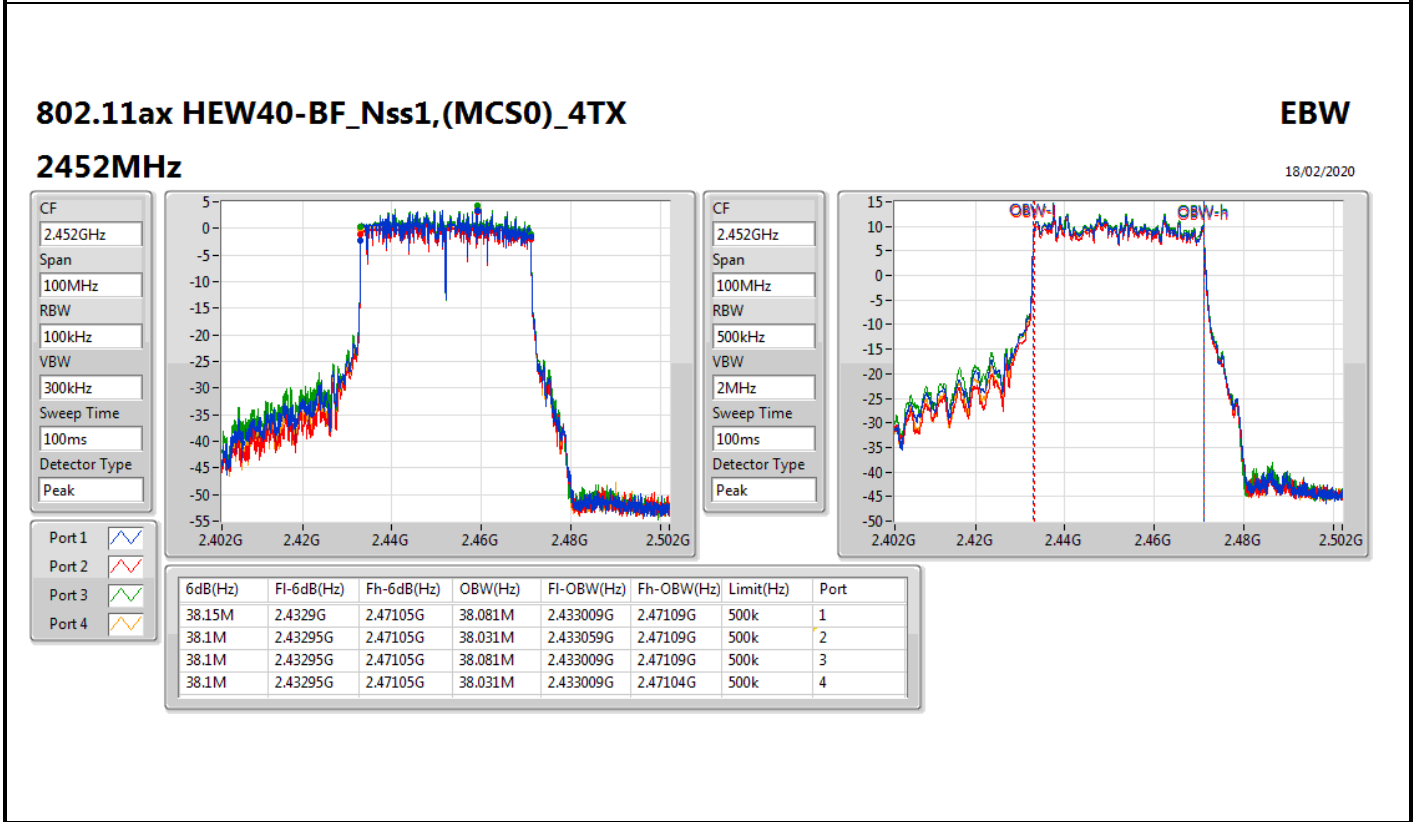 802.11ax HEW40-BF_Nss1,(MCS0)_4TX EBW
2452MHz 18/02/2020
CF
2.452GHz
Span
100MHz
RBW
100kHz
VBW
300kHz
Sweep Time
100ms
Detector Type
Peak
5
0
-5
-10
-15
-20
-25
-30
-35
-40
-45
-50
-55
2.402G 2.42G 2.44G 2.46G 2.48G 2.502G
CF
2.452GHz
Span
100MHz
RBW
500kHz
VBW
2MHz
Sweep Time
100ms
Detector Type
Peak
OBW-l OBW-h
15
10
5
0
-5
-10
-15
-20
-25
-30
-35
-40
-45
-50
2.402G 2.42G 2.44G 2.46G 2.48G 2.502G
Port 1
Port 2
Port 3
Port 4
6dB(Hz) Fl-6dB(Hz) Fh-6dB(Hz) OBW(Hz) Fl-OBW(Hz) Fh-OBW(Hz) Limit(Hz) Port
38.15M 2.4329G 2.47105G 38.081M 2.433009G 2.47109G 500k 1
38.1M 2.43295G 2.47105G 38.031M 2.433059G 2.47109G 500k 2
38.1M 2.43295G 2.47105G 38.081M 2.433009G 2.47109G 500k 3
38.1M 2.43295G 2.47105G 38.031M 2.433009G 2.47104G 500k 4